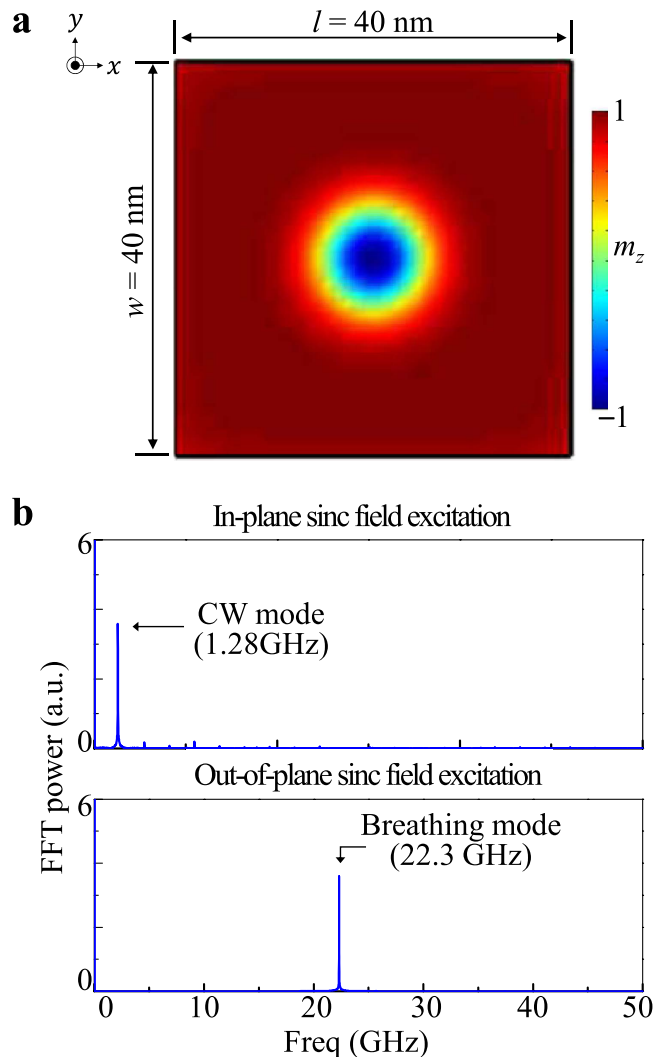 a
y
x
l = 40 nm
w = 40 nm
1
m_z
−1
b
In-plane sinc field excitation
6
CW mode
(1.28GHz)
0
Out-of-plane sinc field excitation
6
Breathing mode
(22.3 GHz)
0
FFT power (a.u.)
0 10 20 30 40 50
Freq (GHz)